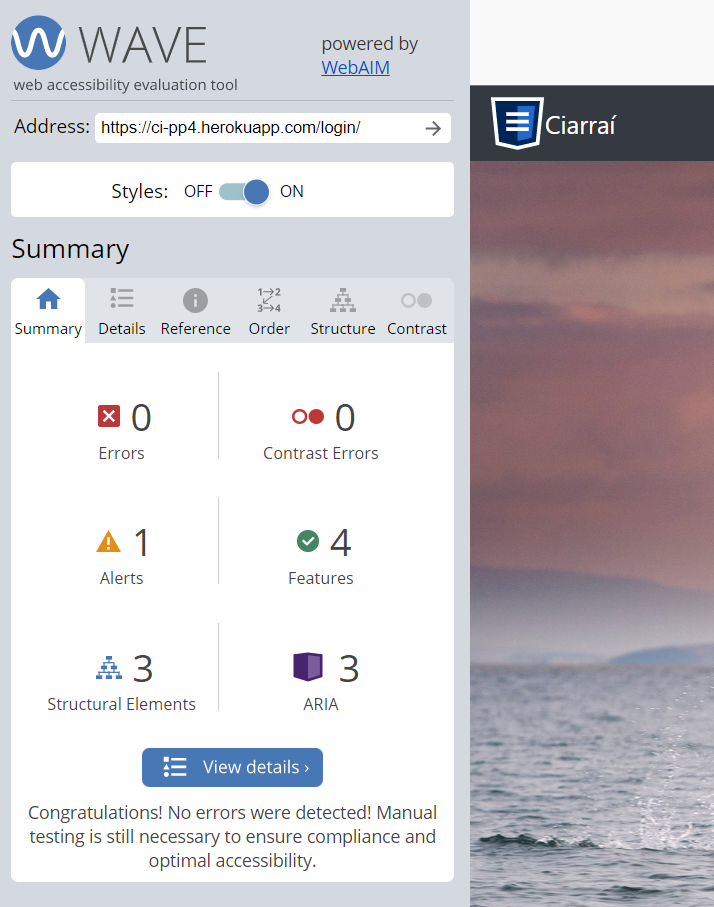 WAVE
powered by
WebAIM
web accessibility evaluation tool
Address: https://ci-pp4.herokuapp.com/login/
Styles: OFF ON
Summary
Summary Details Reference Order Structure Contrast
0 0
Errors Contrast Errors
1 4
Alerts Features
3 3
Structural Elements ARIA
View details ›
Congratulations! No errors were detected! Manual
testing is still necessary to ensure compliance and
optimal accessibility.
Ciarraí